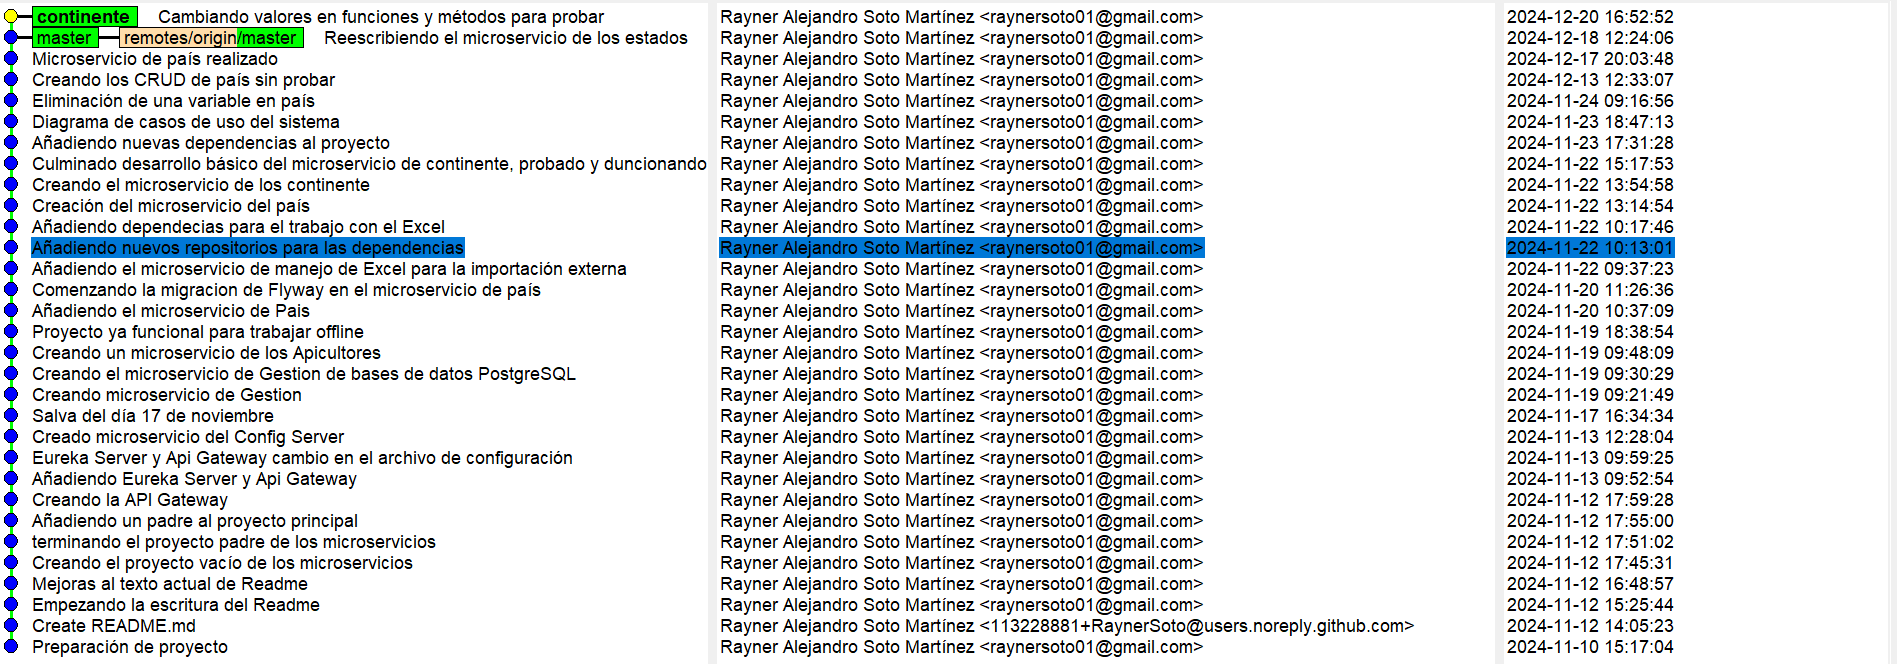 continente Cambiando valores en funciones y métodos para probar Rayner Alejandro Soto Martínez <raynersoto01@gmail.com> 2024-12-20 16:52:52
master remotes/origin/master Reescribiendo el microservicio de los estados Rayner Alejandro Soto Martínez <raynersoto01@gmail.com> 2024-12-18 12:24:06
Microservicio de país realizado Rayner Alejandro Soto Martínez <raynersoto01@gmail.com> 2024-12-17 20:03:48
Creando los CRUD de país sin probar Rayner Alejandro Soto Martínez <raynersoto01@gmail.com> 2024-12-13 12:33:07
Eliminación de una variable en país Rayner Alejandro Soto Martínez <raynersoto01@gmail.com> 2024-11-24 09:16:56
Diagrama de casos de uso del sistema Rayner Alejandro Soto Martínez <raynersoto01@gmail.com> 2024-11-23 18:47:13
Añadiendo nuevas dependencias al proyecto Rayner Alejandro Soto Martínez <raynersoto01@gmail.com> 2024-11-23 17:31:28
Culminado desarrollo básico del microservicio de continente, probado y duncionando Rayner Alejandro Soto Martínez <raynersoto01@gmail.com> 2024-11-22 15:17:53
Creando el microservicio de los continente Rayner Alejandro Soto Martínez <raynersoto01@gmail.com> 2024-11-22 13:54:58
Creación del microservicio del país Rayner Alejandro Soto Martínez <raynersoto01@gmail.com> 2024-11-22 13:14:54
Añadiendo dependecias para el trabajo con el Excel Rayner Alejandro Soto Martínez <raynersoto01@gmail.com> 2024-11-22 10:17:46
Añadiendo nuevos repositorios para las dependencias Rayner Alejandro Soto Martínez <raynersoto01@gmail.com> 2024-11-22 10:13:01
Añadiendo el microservicio de manejo de Excel para la importación externa Rayner Alejandro Soto Martínez <raynersoto01@gmail.com> 2024-11-22 09:37:23
Comenzando la migracion de Flyway en el microservicio de país Rayner Alejandro Soto Martínez <raynersoto01@gmail.com> 2024-11-20 11:26:36
Añadiendo el microservicio de Pais Rayner Alejandro Soto Martínez <raynersoto01@gmail.com> 2024-11-20 10:37:09
Proyecto ya funcional para trabajar offline Rayner Alejandro Soto Martínez <raynersoto01@gmail.com> 2024-11-19 18:38:54
Creando un microservicio de los Apicultores Rayner Alejandro Soto Martínez <raynersoto01@gmail.com> 2024-11-19 09:48:09
Creando el microservicio de Gestion de bases de datos PostgreSQL Rayner Alejandro Soto Martínez <raynersoto01@gmail.com> 2024-11-19 09:30:29
Creando microservicio de Gestion Rayner Alejandro Soto Martínez <raynersoto01@gmail.com> 2024-11-19 09:21:49
Salva del día 17 de noviembre Rayner Alejandro Soto Martínez <raynersoto01@gmail.com> 2024-11-17 16:34:34
Creado microservicio del Config Server Rayner Alejandro Soto Martínez <raynersoto01@gmail.com> 2024-11-13 12:28:04
Eureka Server y Api Gateway cambio en el archivo de configuración Rayner Alejandro Soto Martínez <raynersoto01@gmail.com> 2024-11-13 09:59:25
Añadiendo Eureka Server y Api Gateway Rayner Alejandro Soto Martínez <raynersoto01@gmail.com> 2024-11-13 09:52:54
Creando la API Gateway Rayner Alejandro Soto Martínez <raynersoto01@gmail.com> 2024-11-12 17:59:28
Añadiendo un padre al proyecto principal Rayner Alejandro Soto Martínez <raynersoto01@gmail.com> 2024-11-12 17:55:00
terminando el proyecto padre de los microservicios Rayner Alejandro Soto Martínez <raynersoto01@gmail.com> 2024-11-12 17:51:02
Creando el proyecto vacío de los microservicios Rayner Alejandro Soto Martínez <raynersoto01@gmail.com> 2024-11-12 17:45:31
Mejoras al texto actual de Readme Rayner Alejandro Soto Martínez <raynersoto01@gmail.com> 2024-11-12 16:48:57
Empezando la escritura del Readme Rayner Alejandro Soto Martínez <raynersoto01@gmail.com> 2024-11-12 15:25:44
Create README.md Rayner Alejandro Soto Martínez <113228881+RaynerSoto@users.noreply.github.com> 2024-11-12 14:05:23
Preparación de proyecto Rayner Alejandro Soto Martínez <raynersoto01@gmail.com> 2024-11-10 15:17:04